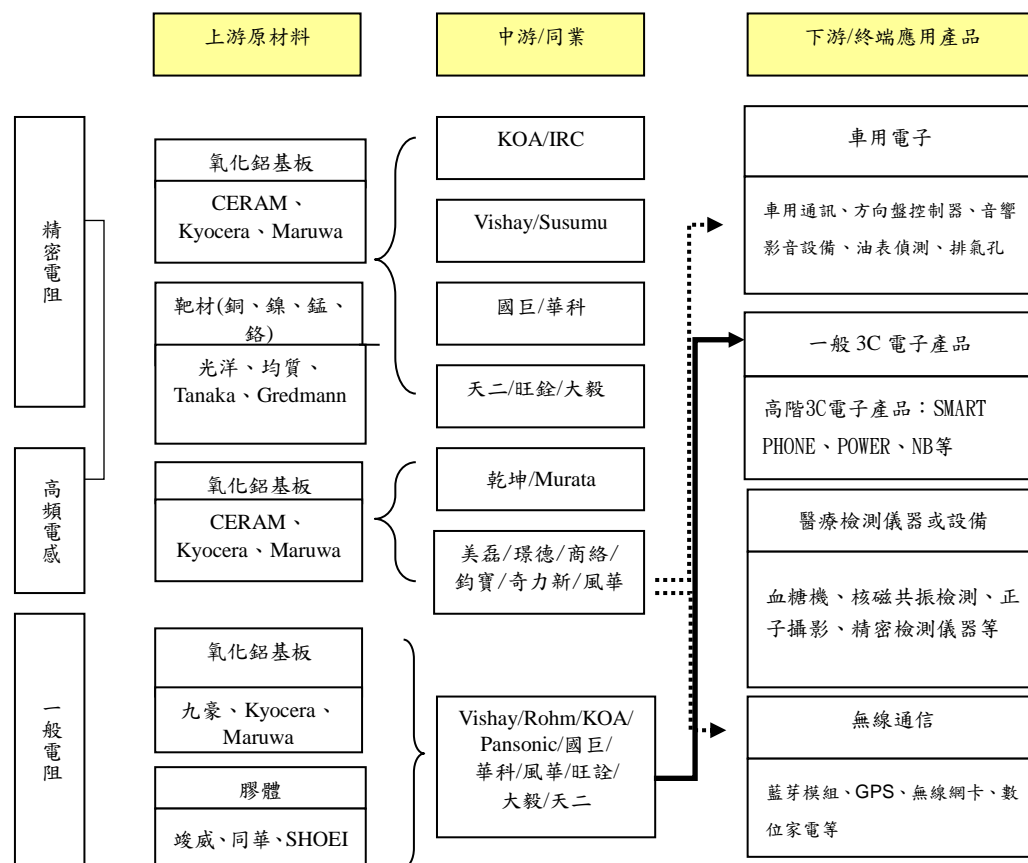 上游原材料
中游/同業
下游/終端應用產品
精密電阻
氧化鋁基板
CERAM、
Kyocera、Maruwa
靶材(銅、鎳、錳、
鉻)
光洋、均質、
Tanaka、Gredmann
KOA/IRC
Vishay/Susumu
國巨/華科
天二/旺銓/大毅
高頻電感
氧化鋁基板
CERAM、
Kyocera、Maruwa
乾坤/Murata
美磊/璟德/商絡/
鈞寶/奇力新/風華
一般電阻
氧化鋁基板
九豪、Kyocera、
Maruwa
膠體
竣威、同華、SHOEI
Vishay/Rohm/KOA/
Pansonic/國巨/
華科/風華/旺詮/
大毅/天二
車用電子
車用通訊、方向盤控制器、音響
影音設備、油表偵測、排氣孔
一般 3C 電子產品
高階3C電子產品：SMART
PHONE、POWER、NB等
醫療檢測儀器或設備
血糖機、核磁共振檢測、正
子攝影、精密檢測儀器等
無線通信
藍芽模組、GPS、無線網卡、數
位家電等